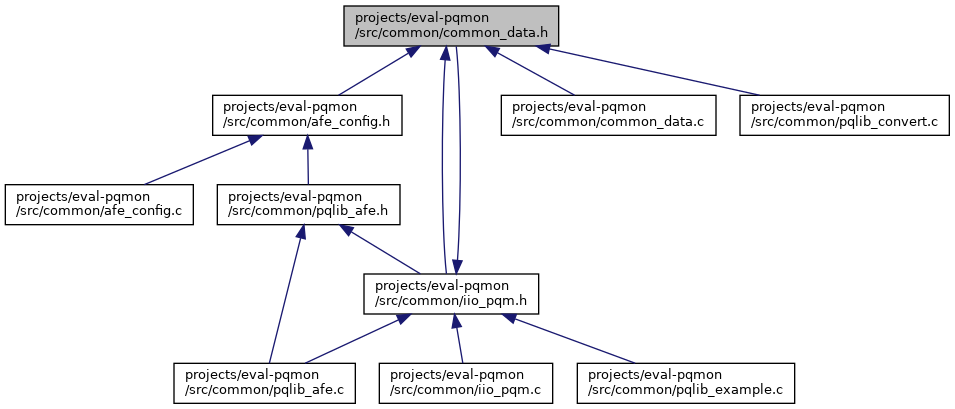 projects/eval-pqmon
/src/common/common_data.h
projects/eval-pqmon
/src/common/afe_config.h
projects/eval-pqmon
/src/common/common_data.c
projects/eval-pqmon
/src/common/pqlib_convert.c
projects/eval-pqmon
/src/common/afe_config.c
projects/eval-pqmon
/src/common/pqlib_afe.h
projects/eval-pqmon
/src/common/iio_pqm.h
projects/eval-pqmon
/src/common/pqlib_afe.c
projects/eval-pqmon
/src/common/iio_pqm.c
projects/eval-pqmon
/src/common/pqlib_example.c